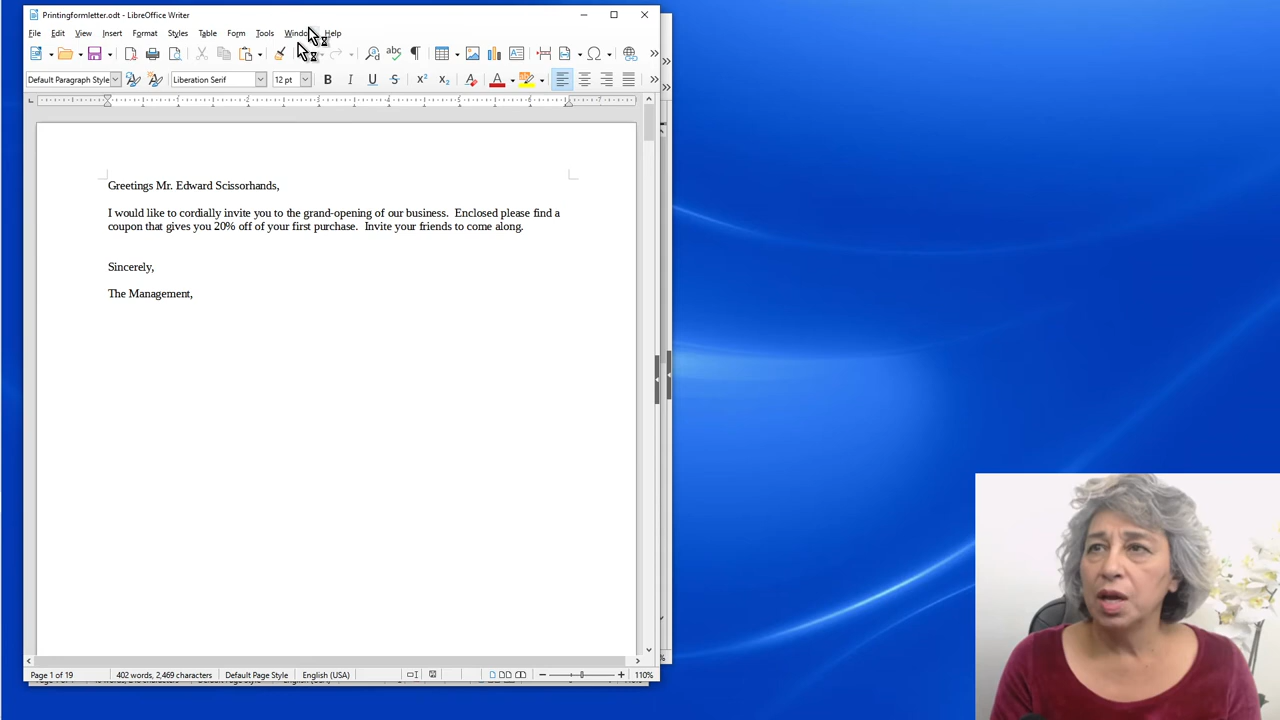 Printingformletter.odt - LibreOffice Writer
File Edit View Insert Format Styles Table Form Tools Help
Default Paragraph Style Liberation Serif 12 pt
Greetings Mr. Edward Scissorhands,
I would like to cordially invite you to the grand-opening of our business.  Enclosed please find a
coupon that gives you 20% off of your first purchase.  Invite your friends to come along.
Sincerely,
The Management,
Page 1 of 19 402 words, 2,469 characters Default Page Style English (USA) 110%